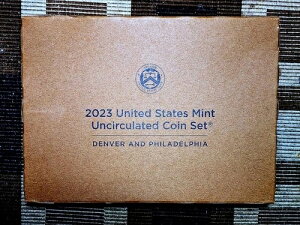 2023 United States Mint
Uncirculated Coin Set®
DENVER AND PHILADELPHIA